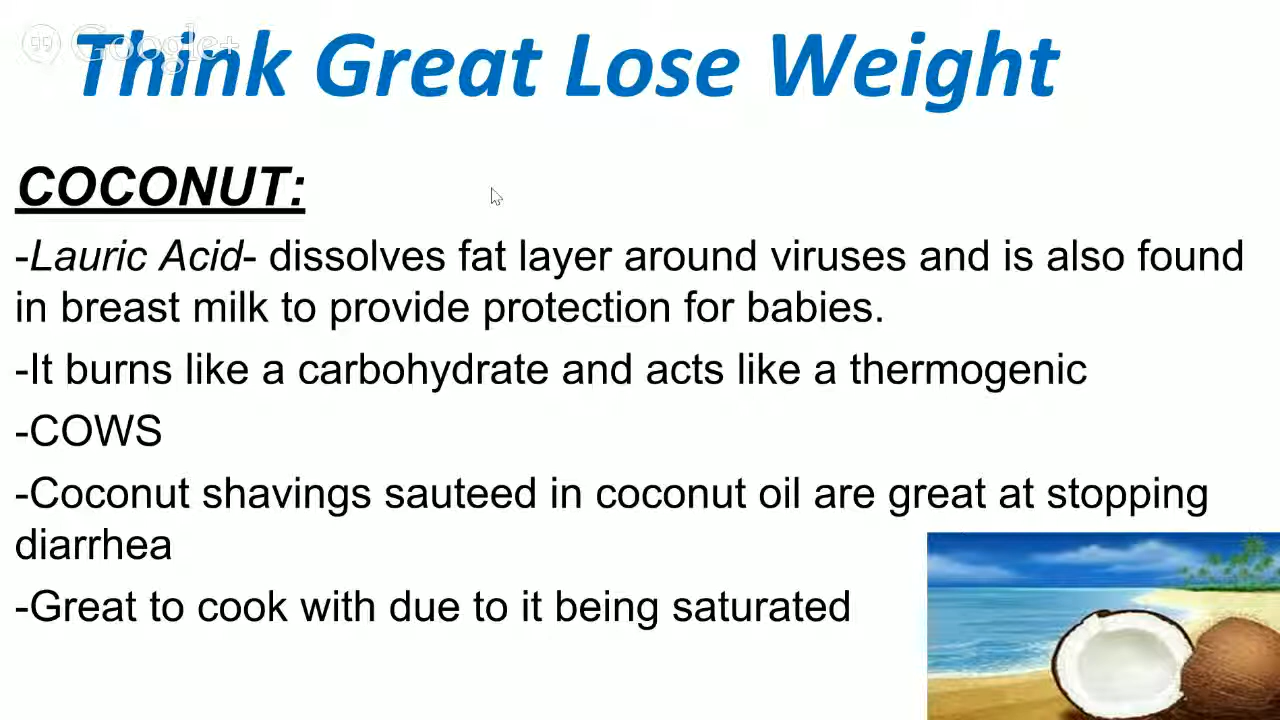 Google+
Think Great Lose Weight
COCONUT:
-Lauric Acid- dissolves fat layer around viruses and is also found
in breast milk to provide protection for babies.
-It burns like a carbohydrate and acts like a thermogenic
-COWS
-Coconut shavings sauteed in coconut oil are great at stopping
diarrhea
-Great to cook with due to it being saturated